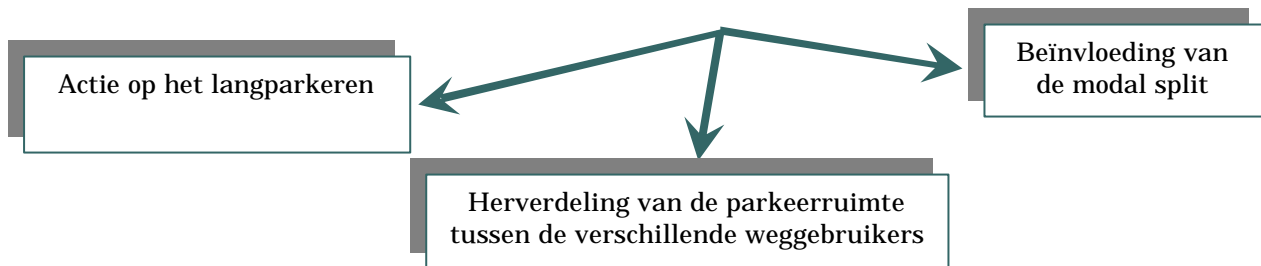 Actie op het langparkeren
Beïnvloeding van
de modal split
Herverdeling van de parkeerruimte
tussen de verschillende weggebruikers